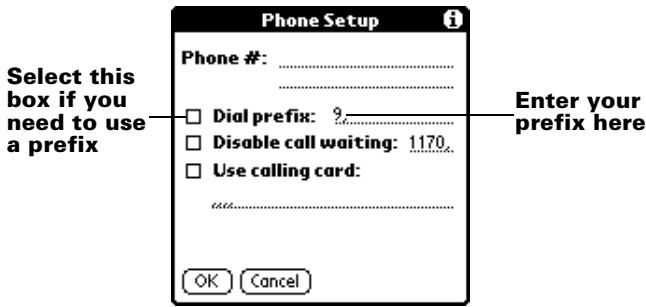 Phone Setup
Phone #:
Select this
box if you
need to use
a prefix
Dial prefix: 9,
Enter your
prefix here
Disable call waiting: 1170,
Use calling card:
,,,,
OK Cancel